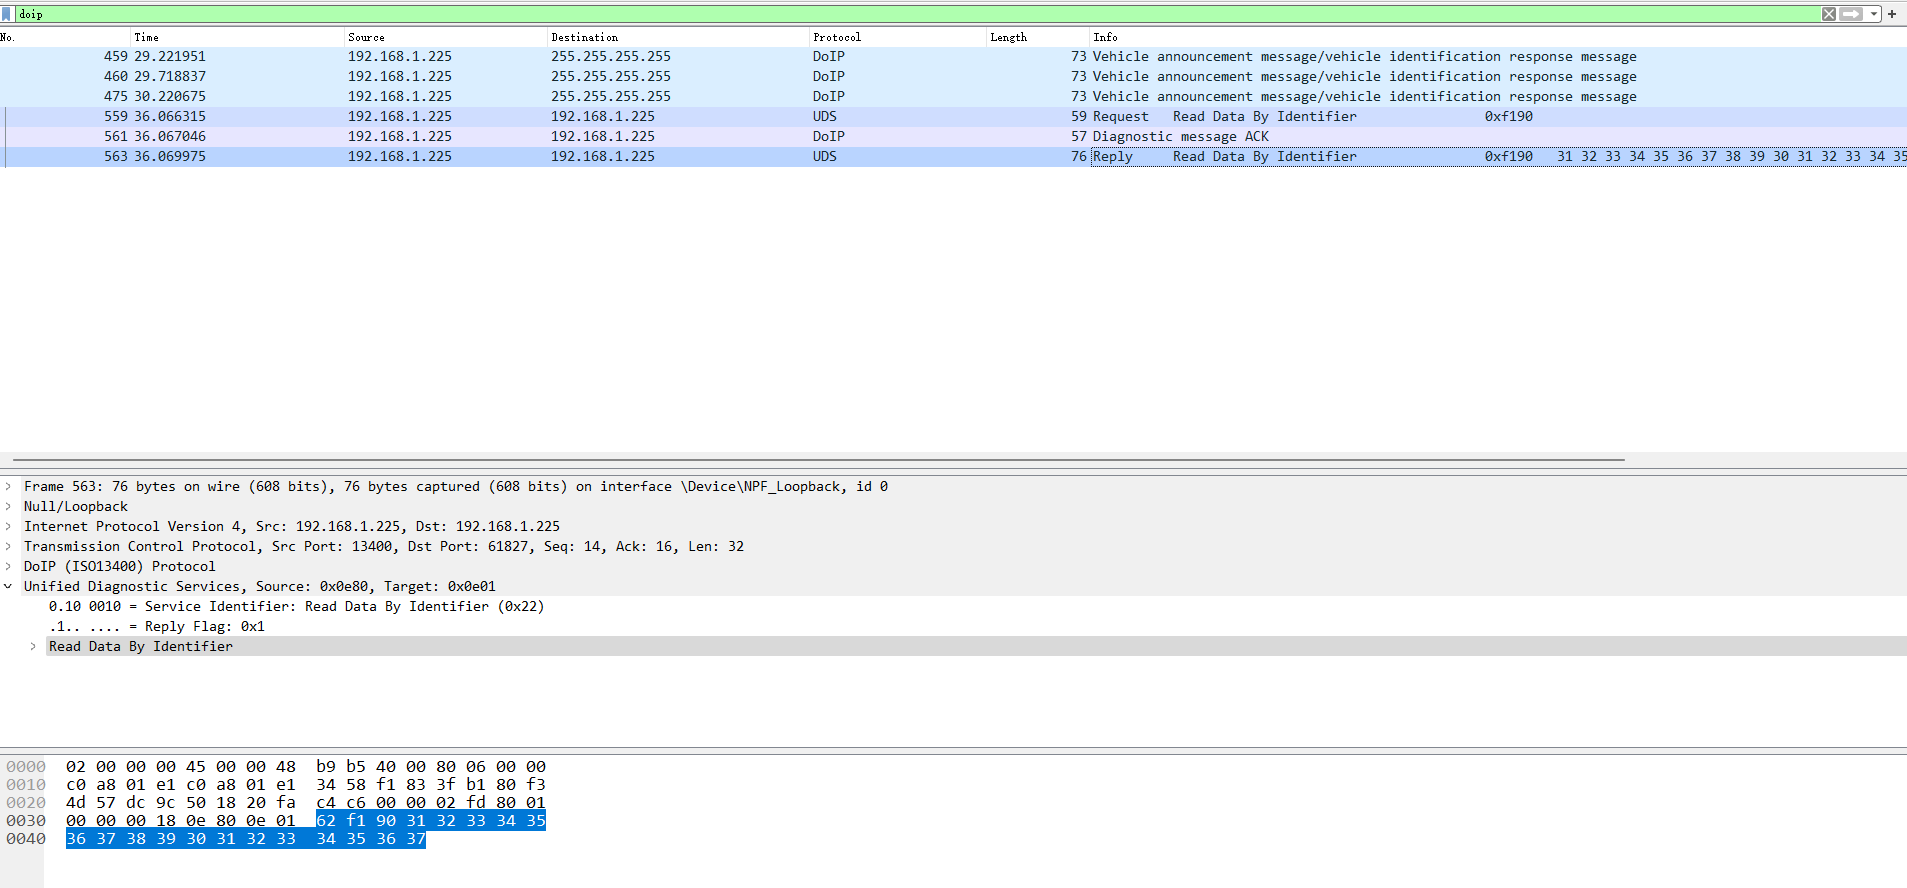 doip
No. Time Source Destination Protocol Length Info
459 29.221951 192.168.1.225 255.255.255.255 DoIP 73 Vehicle announcement message/vehicle identification response message
460 29.718837 192.168.1.225 255.255.255.255 DoIP 73 Vehicle announcement message/vehicle identification response message
475 30.220675 192.168.1.225 255.255.255.255 DoIP 73 Vehicle announcement message/vehicle identification response message
559 36.066315 192.168.1.225 192.168.1.225 UDS 59 Request Read Data By Identifier 0xf190
561 36.067046 192.168.1.225 192.168.1.225 DoIP 57 Diagnostic message ACK
563 36.069975 192.168.1.225 192.168.1.225 UDS 76 Reply Read Data By Identifier 0xf190 31 32 33 34 35 36 37 38 39 30 31 32 33 34 35
Frame 563: 76 bytes on wire (608 bits), 76 bytes captured (608 bits) on interface \Device\NPF_Loopback, id 0
Null/Loopback
Internet Protocol Version 4, Src: 192.168.1.225, Dst: 192.168.1.225
Transmission Control Protocol, Src Port: 13400, Dst Port: 61827, Seq: 14, Ack: 16, Len: 32
DoIP (ISO13400) Protocol
Unified Diagnostic Services, Source: 0x0e80, Target: 0x0e01
0.10 0010 = Service Identifier: Read Data By Identifier (0x22)
.1.. .... = Reply Flag: 0x1
Read Data By Identifier
0000 02 00 00 00 45 00 00 48 b9 b5 40 00 80 06 00 00
0010 c0 a8 01 e1 c0 a8 01 e1 34 58 f1 83 3f b1 80 f3
0020 4d 57 dc 9c 50 18 20 fa c4 c6 00 00 02 fd 80 01
0030 00 00 00 18 0e 80 0e 01 62 f1 90 31 32 33 34 35
0040 36 37 38 39 30 31 32 33 34 35 36 37